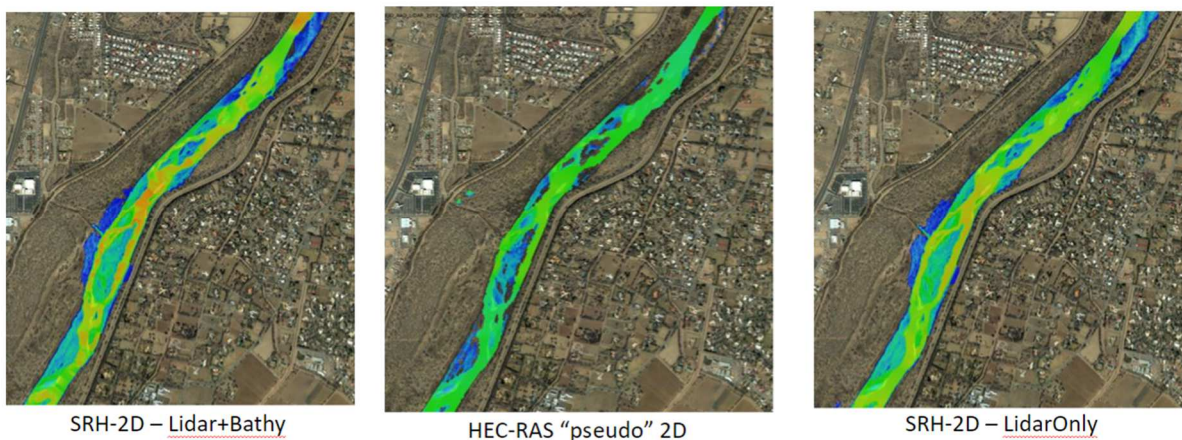 SRH-2D – Lidar+Bathy
HEC-RAS “pseudo” 2D
SRH-2D – LidarOnly